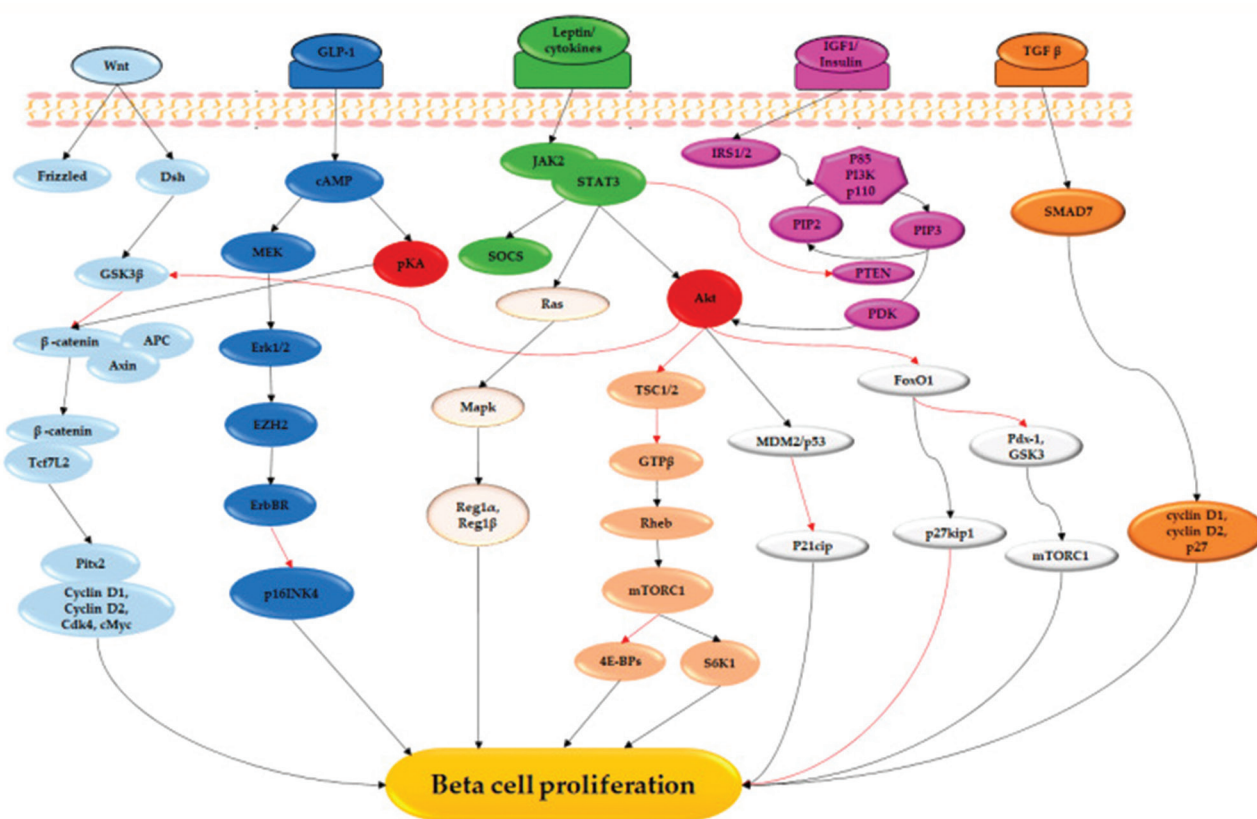 Wnt
GLP-1
Leptin/
cytokines
IGF1/
Insulin
TGF β
Frizzled
Dsh
cAMP
JAK2
STAT3
IRS1/2
P85
PI3K
p110
PIP2
PIP3
SMAD7
GSK3β
MEK
pKA
SOCS
PTEN
Ras
Akt
PDK
β-catenin
APC
Axin
Erk1/2
TSC1/2
FoxO1
Mapk
β-catenin
Tcf7L2
EZH2
GTPβ
MDM2/p53
Pdx-1,
GSK3
ErbBR
Reg1α,
Reg1β
Rheb
P21cip
p27kip1
mTORC1
cyclin D1,
cyclin D2,
p27
Pitx2
Cyclin D1,
Cyclin D2,
Cdk4, cMyc
p16INK4
mTORC1
4E-BPs
S6K1
Beta cell proliferation